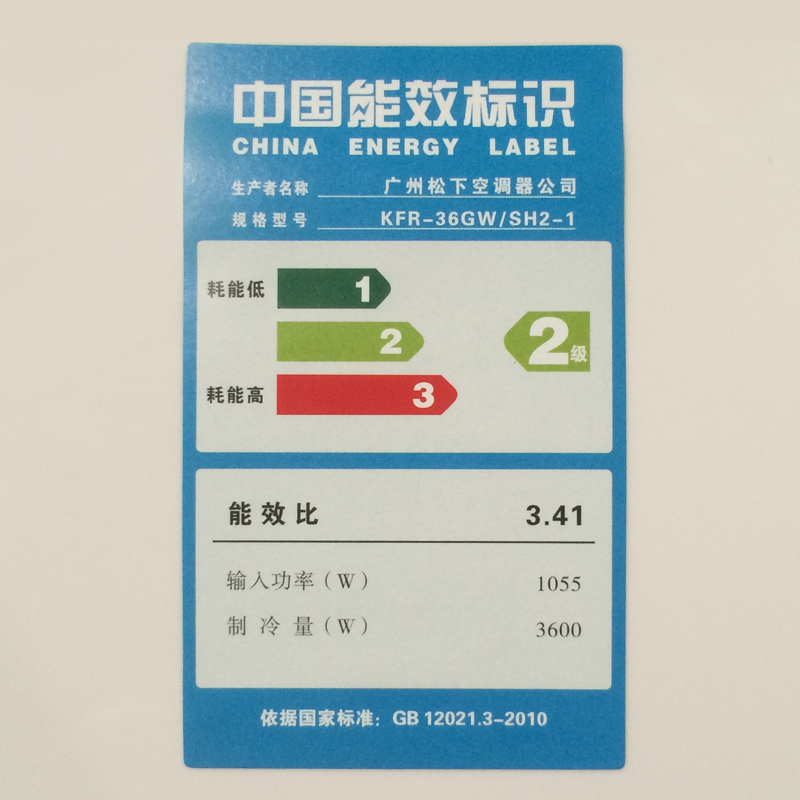 中国能效标识
CHINA ENERGY LABEL
生产者名称 广州松下空调器公司
规格型号 KFR-36GW/SH2-1
耗能低 1
2 2级
耗能高 3
能效比 3.41
输入功率(W) 1055
制冷量(W) 3600
依据国家标准: GB 12021.3-2010